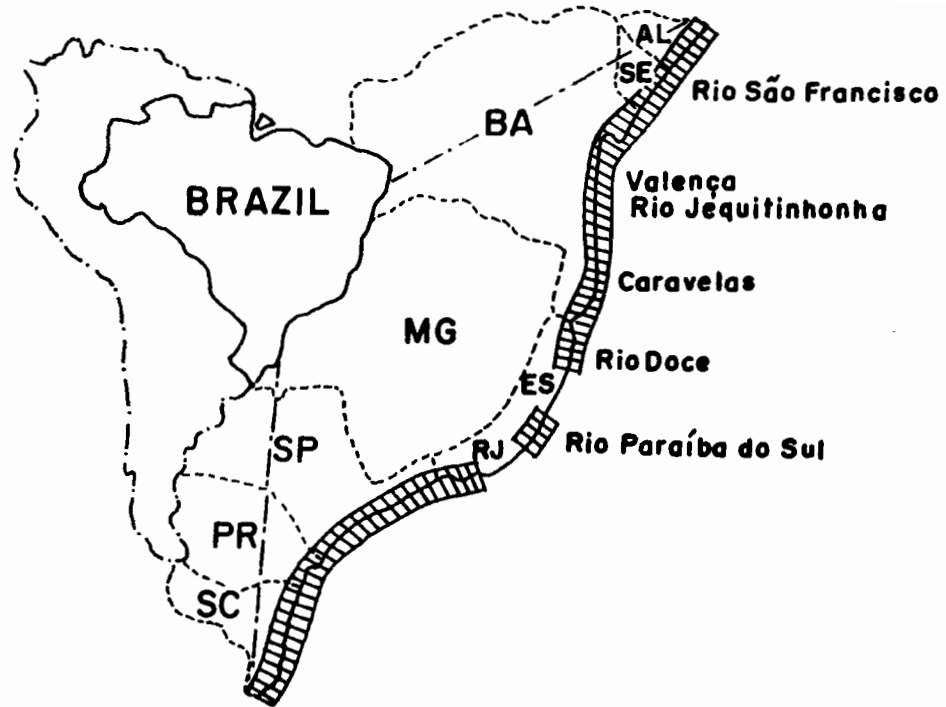 AL
SE
Rio São Francisco
BA
Valença
Rio Jequitinhonha
BRAZIL
Caravelas
MG
Rio Doce
ES
SP
RJ
Rio Paraíba do Sul
PR
SC